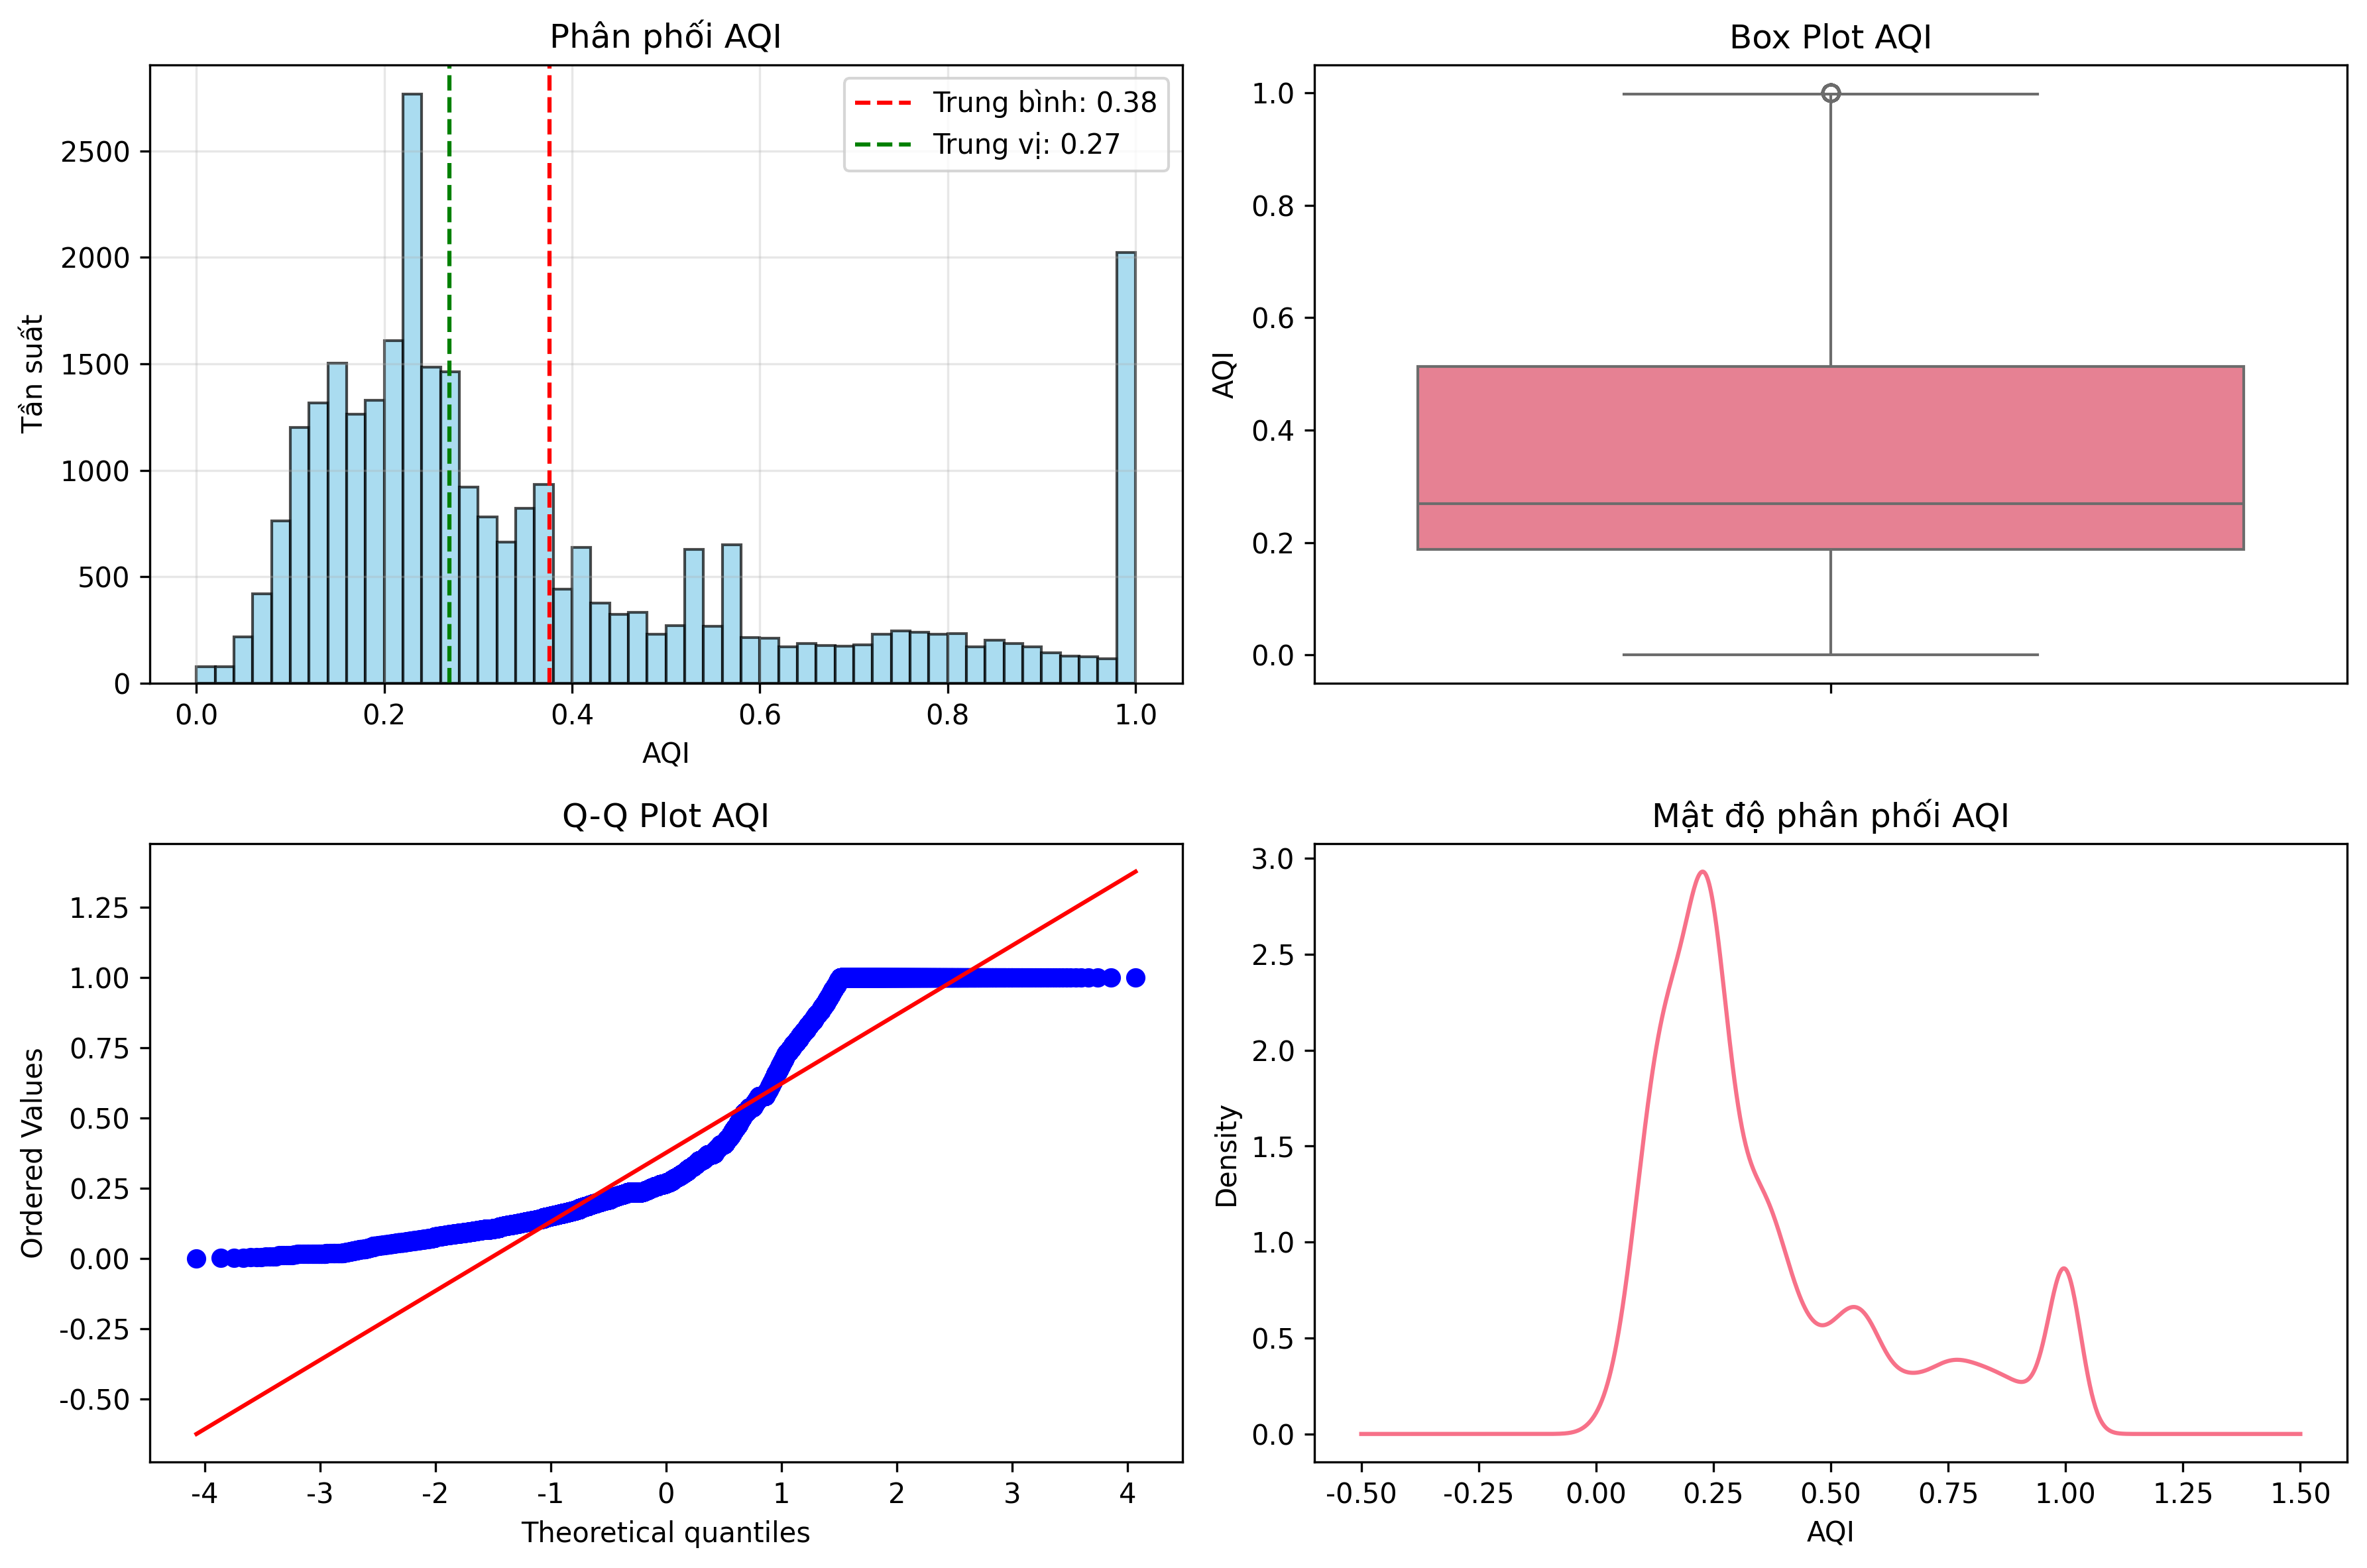 Phân phối AQI
Tần suất
2500
2000
1500
1000
500
0
Trung bình: 0.38
Trung vị: 0.27
0.0 0.2 0.4 0.6 0.8 1.0
AQI
Box Plot AQI
AQI
1.0
0.8
0.6
0.4
0.2
0.0
Q-Q Plot AQI
Ordered Values
1.25
1.00
0.75
0.50
0.25
0.00
-0.25
-0.50
-4 -3 -2 -1 0 1 2 3 4
Theoretical quantiles
Mật độ phân phối AQI
Density
3.0
2.5
2.0
1.5
1.0
0.5
0.0
-0.50 -0.25 0.00 0.25 0.50 0.75 1.00 1.25 1.50
AQI